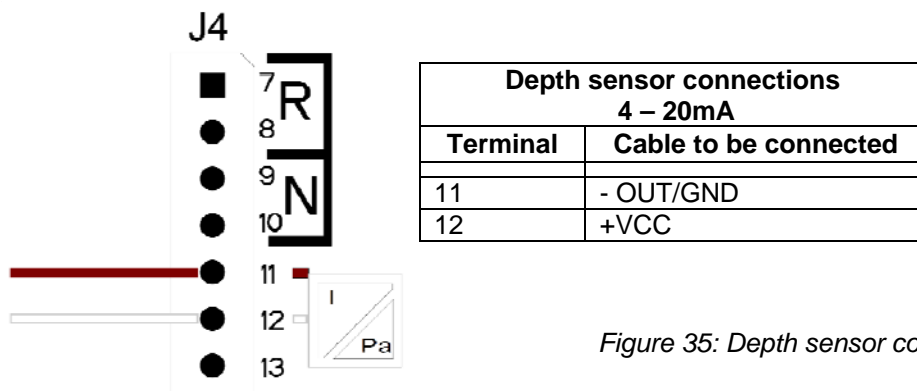 J4
7
R
8
9
N
10
11
12
13
I
Pa
Depth sensor connections
4 – 20mA
Terminal Cable to be connected
11 - OUT/GND
12 +VCC
Figure 35: Depth sensor co